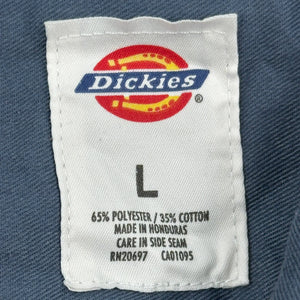 Dickies®
L
65% POLYESTER / 35% COTTON
MADE IN HONDURAS
CARE IN SIDE SEAM
RN20697 CA01095